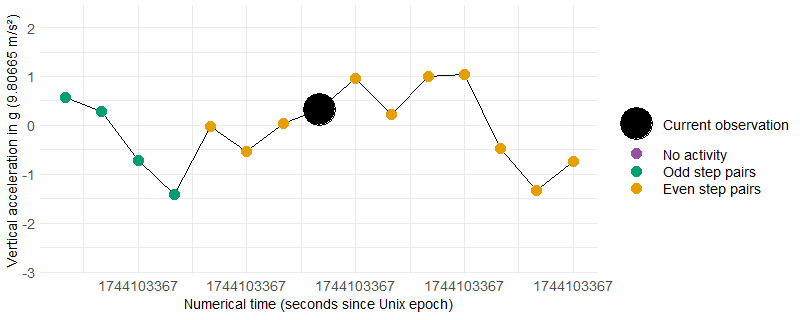 Vertical acceleration in g (9.80665 m/s²)
2
1
0
-1
-2
-3
1744103367 1744103367 1744103367 1744103367 1744103367
Numerical time (seconds since Unix epoch)
Current observation
No activity
Odd step pairs
Even step pairs